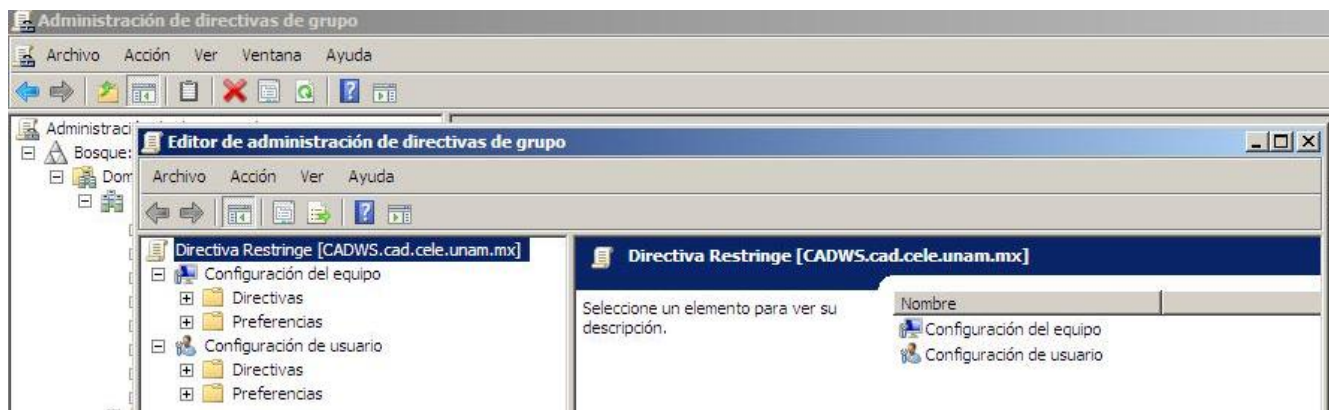 Administración de directivas de grupo
Archivo Acción Ver Ventana Ayuda
Bosque:
Editor de administración de directivas de grupo
Archivo Acción Ver Ayuda
Directiva Restringe [CADWS.cad.cele.unam.mx]
Configuración del equipo
Directivas
Preferencias
Configuración de usuario
Directivas
Preferencias
Directiva Restringe [CADWS.cad.cele.unam.mx]
Seleccione un elemento para ver su
descripción.
Nombre
Configuración del equipo
Configuración de usuario